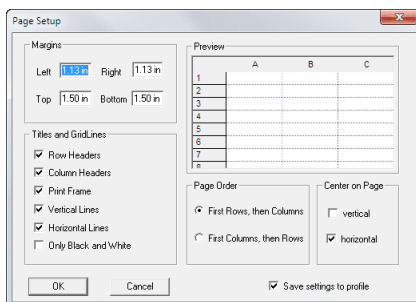 Page Setup
Margins
Left 1.13 in Right 1.13 in
Top 1.50 in Bottom 1.50 in
Titles and GridLines
Row Headers
Column Headers
Print Frame
Vertical Lines
Horizontal Lines
Only Black and White
Preview
A B C
1
2
3
4
5
6
7
8
Page Order
First Rows, then Columns
First Columns, then Rows
Center on Page
vertical
horizontal
OK Cancel Save settings to profile